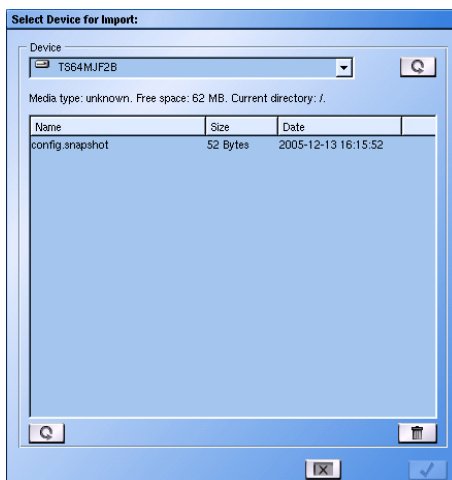 Select Device for Import:
Device
TS64MJF2B
Media type: unknown. Free space: 62 MB. Current directory: /.
Name Size Date
config.snapshot 52 Bytes 2005-12-13 16:15:52